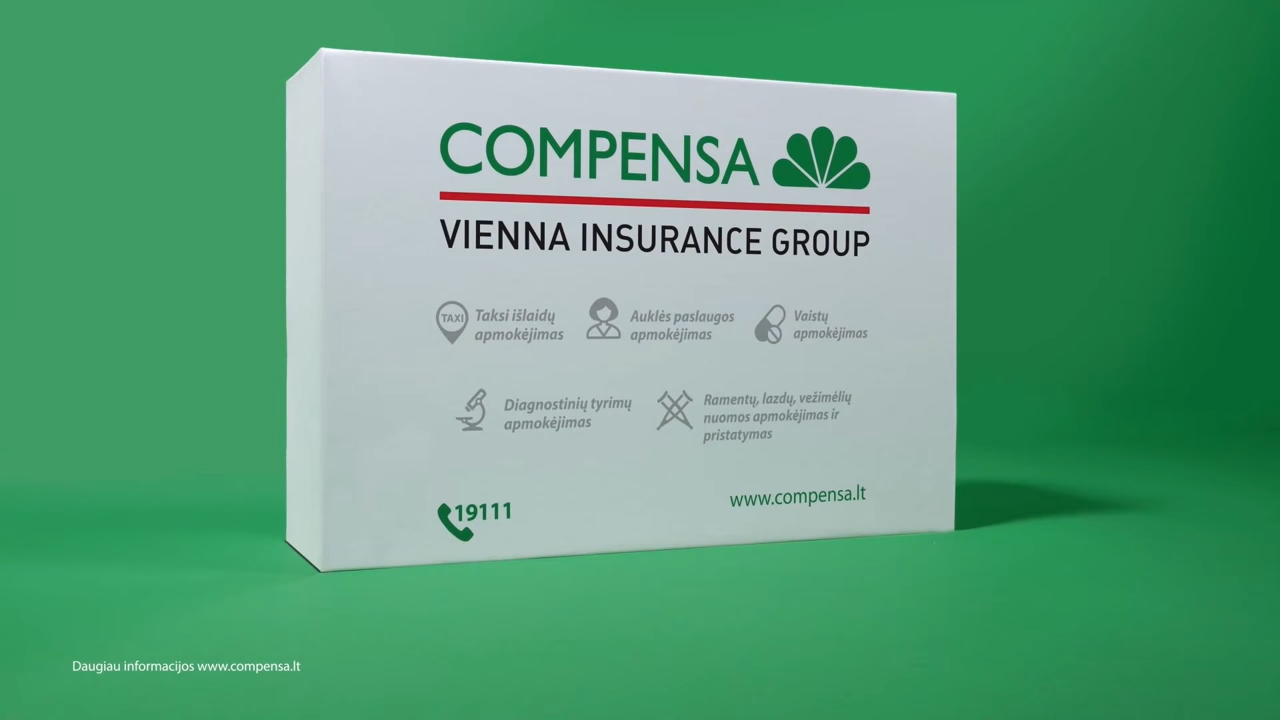 COMPENSA
VIENNA INSURANCE GROUP
TAXI
Taksi išlaidų
apmokėjimas
Auklės paslaugos
apmokėjimas
Vaistų
apmokėjimas
Diagnostinių tyrimų
apmokėjimas
Ramentų, lazdų, vežimėlių
nuomos apmokėjimas ir
pristatymas
19111
www.compensa.lt
Daugiau informacijos www.compensa.lt